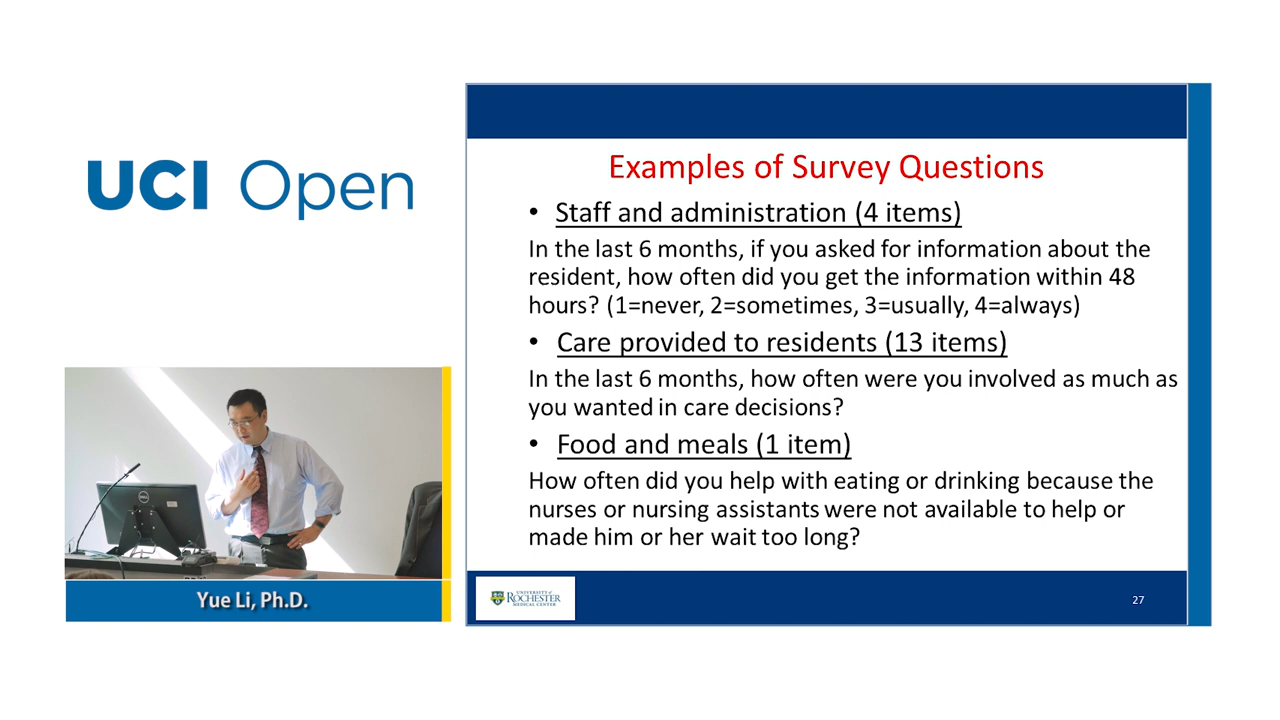 UCI Open
Examples of Survey Questions
• Staff and administration (4 items)
In the last 6 months, if you asked for information about the
resident, how often did you get the information within 48
hours? (1=never, 2=sometimes, 3=usually, 4=always)
• Care provided to residents (13 items)
In the last 6 months, how often were you involved as much as
you wanted in care decisions?
• Food and meals (1 item)
How often did you help with eating or drinking because the
nurses or nursing assistants were not available to help or
made him or her wait too long?
DELL
Yue Li, Ph.D.
UNIVERSITY of
ROCHESTER
MEDICAL CENTER
27